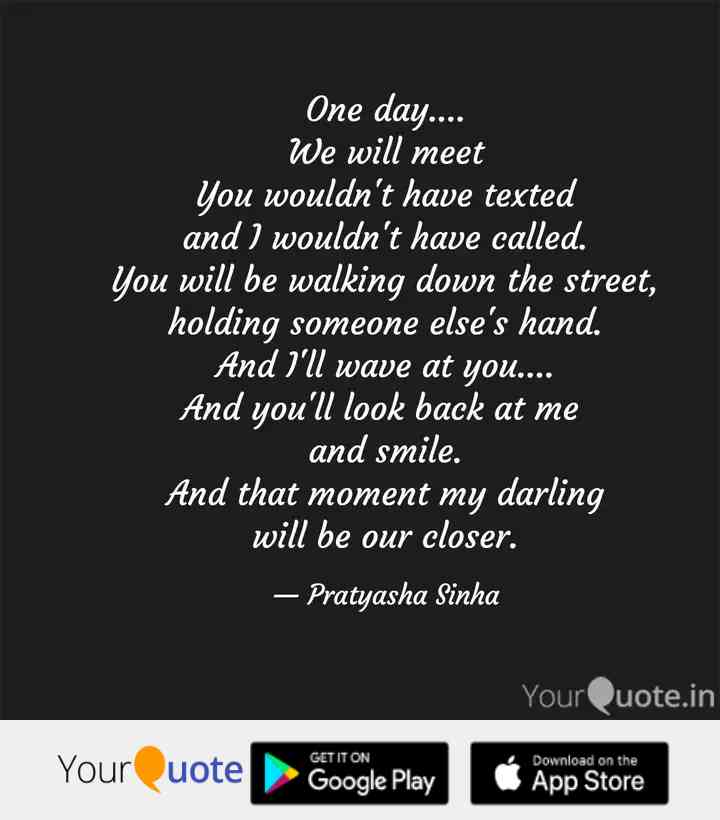 One day....
We will meet
You wouldn't have texted
and I wouldn't have called.
You will be walking down the street,
holding someone else's hand.
And I'll wave at you....
And you'll look back at me
and smile.
And that moment my darling
will be our closer.
— Pratyasha Sinha
YourQuote.in
YourQuote
GET IT ON
Google Play
Download on the
App Store